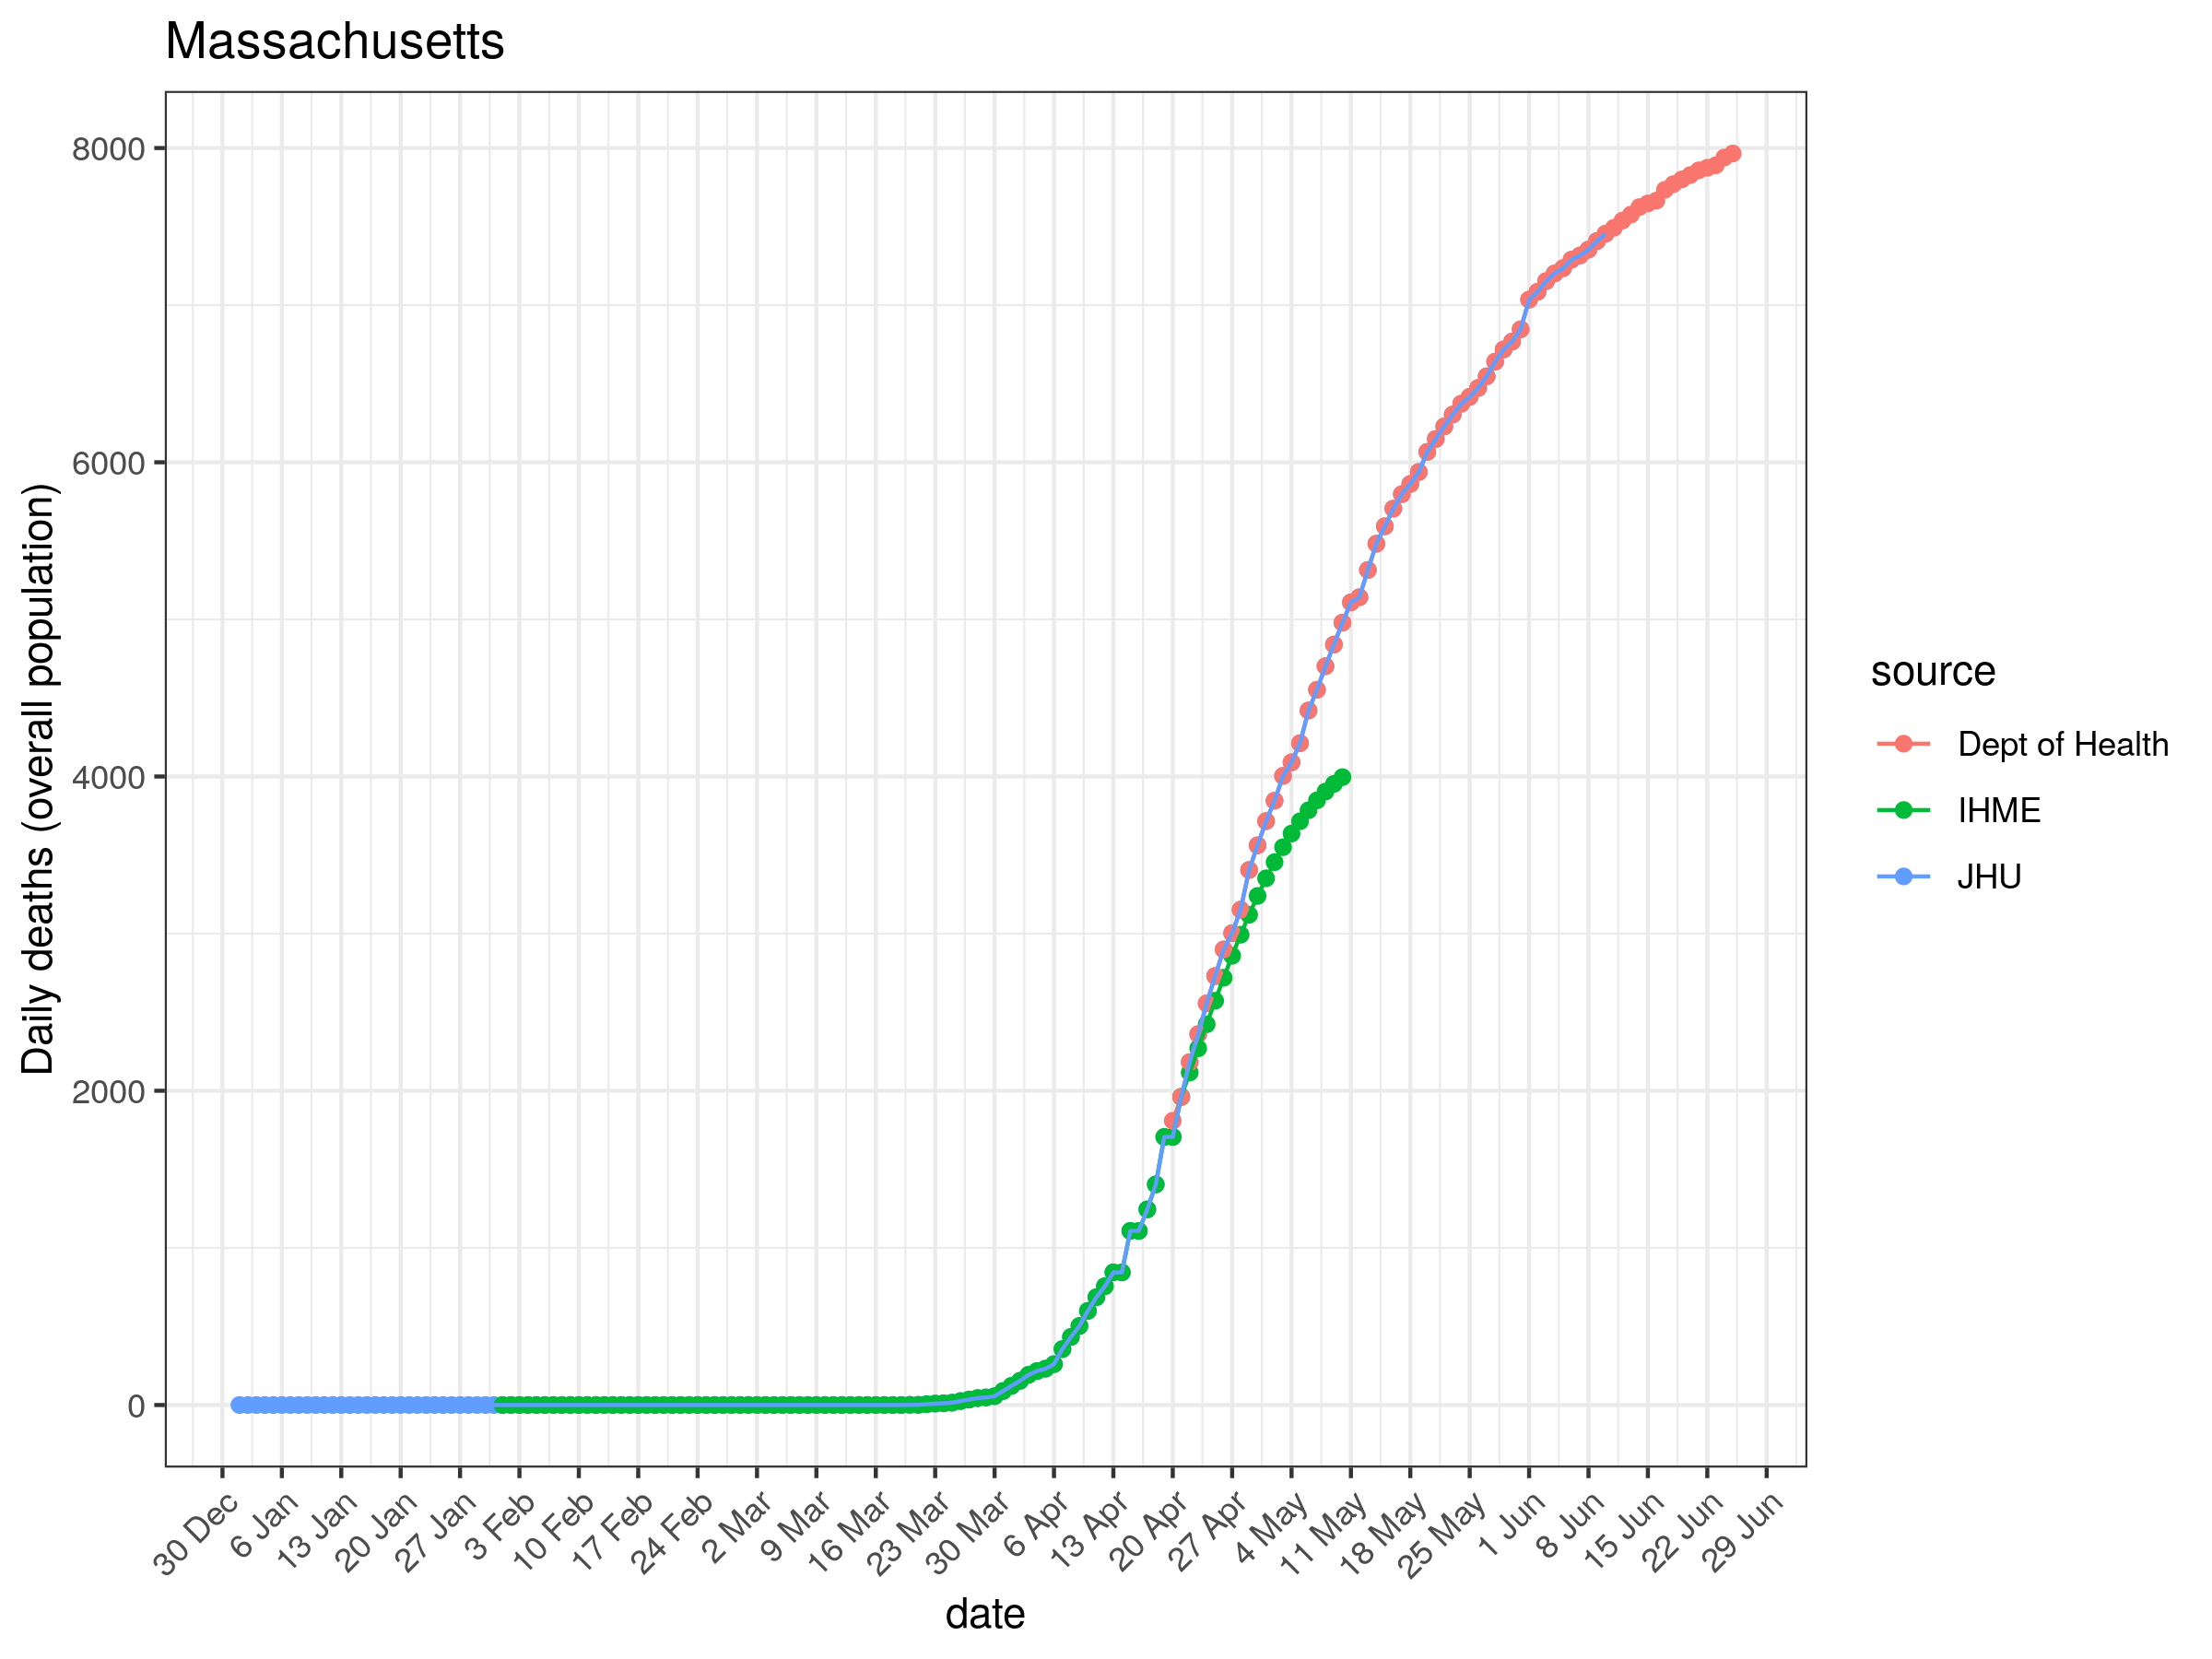 Massachusetts
Daily deaths (overall population)
8000
6000
4000
2000
0
30 Dec
6 Jan
13 Jan
20 Jan
27 Jan
3 Feb
10 Feb
17 Feb
24 Feb
2 Mar
9 Mar
16 Mar
23 Mar
30 Mar
6 Apr
13 Apr
20 Apr
27 Apr
4 May
11 May
18 May
25 May
1 Jun
8 Jun
15 Jun
22 Jun
29 Jun
date
source
Dept of Health
IHME
JHU